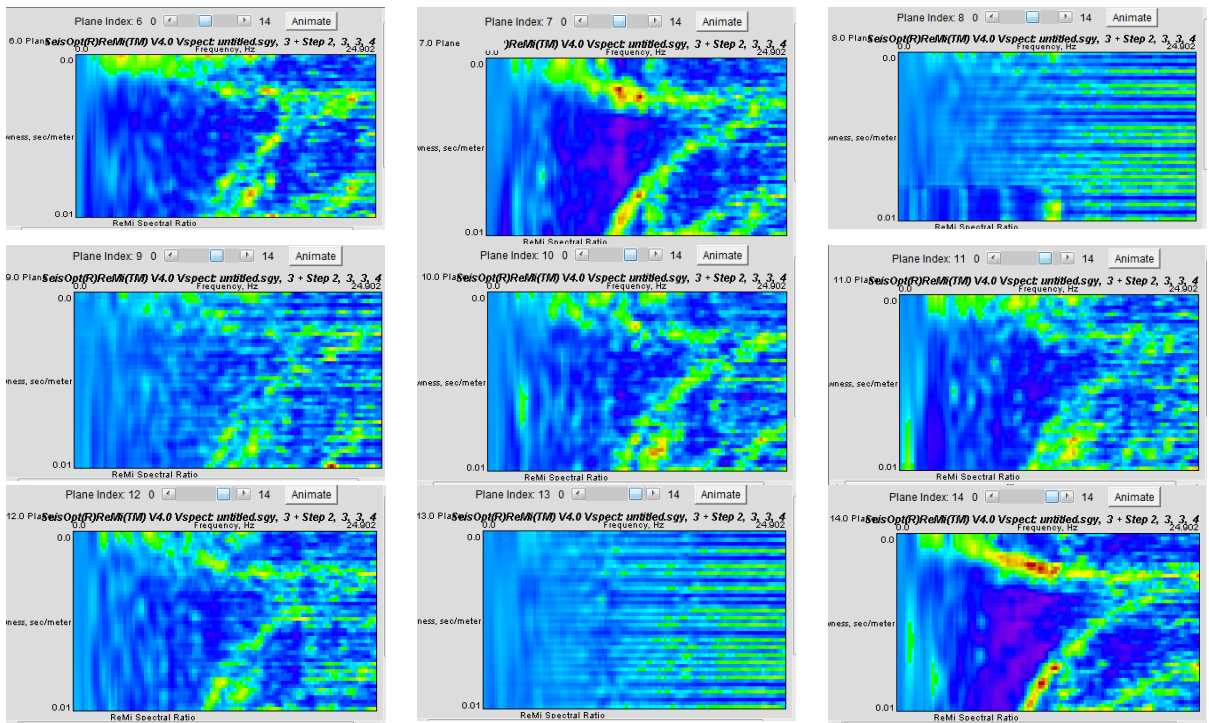 Plane Index: 6 0 14 Animate
6.0 Plane SeisOpt(R)ReMi(TM) V4.0 Vspect: untitled.sgy, 3 + Step 2, 3, 3, 4
0.0 Frequency, Hz 24.902
0.0
wness, sec/meter
0.01
ReMi Spectral Ratio
Plane Index: 7 0 14 Animate
7.0 Plane )ReMi(TM) V4.0 Vspect: untitled.sgy, 3 + Step 2, 3, 3, 4
0.0 Frequency, Hz 24.902
0.0
wness, sec/meter
0.01
ReMi Spectral Ratio
Plane Index: 8 0 14 Animate
8.0 Plane SeisOpt(R)ReMi(TM) V4.0 Vspect: untitled.sgy, 3 + Step 2, 3, 3, 4
0.0 Frequency, Hz 24.902
0.0
wness, sec/meter
0.01
ReMi Spectral Ratio
Plane Index: 9 0 14 Animate
9.0 Plane SeisOpt(R)ReMi(TM) V4.0 Vspect: untitled.sgy, 3 + Step 2, 3, 3, 4
0.0 Frequency, Hz 24.902
0.0
wness, sec/meter
0.01
ReMi Spectral Ratio
Plane Index: 10 0 14 Animate
10.0 Plane SeisOpt(R)ReMi(TM) V4.0 Vspect: untitled.sgy, 3 + Step 2, 3, 3, 4
0.0 Frequency, Hz 24.902
0.0
wness, sec/meter
0.01
ReMi Spectral Ratio
Plane Index: 11 0 14 Animate
11.0 Plane SeisOpt(R)ReMi(TM) V4.0 Vspect: untitled.sgy, 3 + Step 2, 3, 3, 4
0.0 Frequency, Hz 24.902
0.0
wness, sec/meter
0.01
ReMi Spectral Ratio
Plane Index: 12 0 14 Animate
12.0 Plane SeisOpt(R)ReMi(TM) V4.0 Vspect: untitled.sgy, 3 + Step 2, 3, 3, 4
0.0 Frequency, Hz 24.902
0.0
wness, sec/meter
0.01
ReMi Spectral Ratio
Plane Index: 13 0 14 Animate
13.0 Plane SeisOpt(R)ReMi(TM) V4.0 Vspect: untitled.sgy, 3 + Step 2, 3, 3, 4
0.0 Frequency, Hz 24.902
0.0
wness, sec/meter
0.01
ReMi Spectral Ratio
Plane Index: 14 0 14 Animate
14.0 Plane SeisOpt(R)ReMi(TM) V4.0 Vspect: untitled.sgy, 3 + Step 2, 3, 3, 4
0.0 Frequency, Hz 24.902
0.0
wness, sec/meter
0.01
ReMi Spectral Ratio